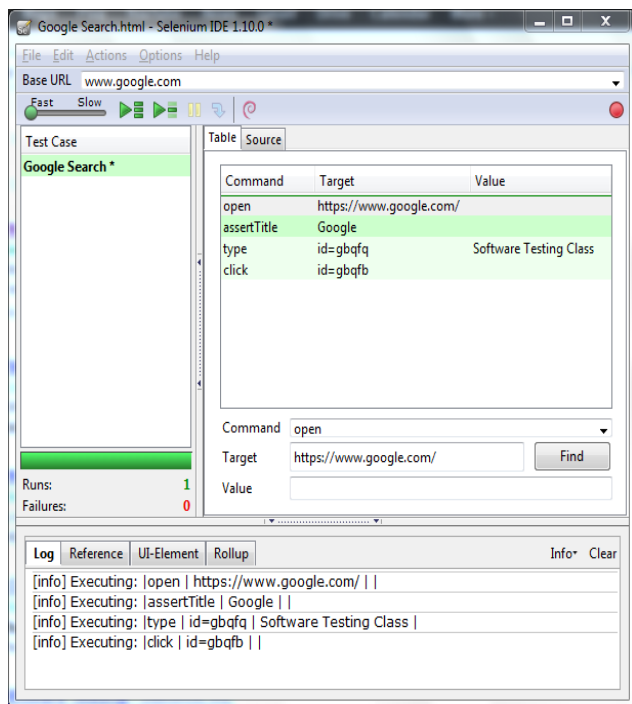 Google Search.html - Selenium IDE 1.10.0 *
File Edit Actions Options Help
Base URL www.google.com
Fast Slow
Test Case
Google Search *
Runs: 1
Failures: 0
Table Source
Command Target Value
open https://www.google.com/
assertTitle Google
type id=gbqfq Software Testing Class
click id=gbqfb
Command open
Target https://www.google.com/ Find
Value
Log Reference UI-Element Rollup Info Clear
[info] Executing: |open | https://www.google.com/ | |
[info] Executing: |assertTitle | Google | |
[info] Executing: |type | id=gbqfq | Software Testing Class |
[info] Executing: |click | id=gbqfb | |